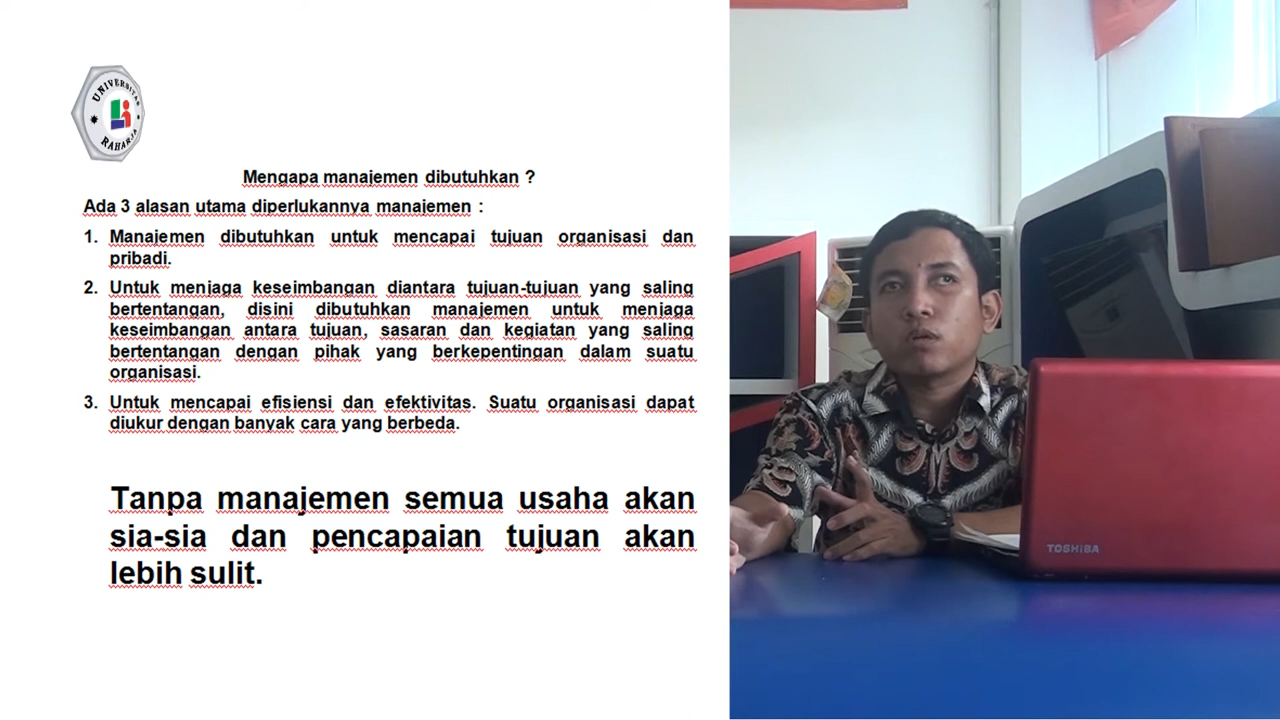 UNIVERSITAS
RAHARJA
Mengapa manajemen dibutuhkan ?
Ada 3 alasan utama diperlukannya manajemen :
1. Manajemen dibutuhkan untuk mencapai tujuan organisasi dan
pribadi.
2. Untuk menjaga keseimbangan diantara tujuan-tujuan yang saling
bertentangan, disini dibutuhkan manajemen untuk menjaga
keseimbangan antara tujuan, sasaran dan kegiatan yang saling
bertentangan dengan pihak yang berkepentingan dalam suatu
organisasi.
3. Untuk mencapai efisiensi dan efektivitas. Suatu organisasi dapat
diukur dengan banyak cara yang berbeda.
Tanpa manajemen semua usaha akan
sia-sia dan pencapaian tujuan akan
lebih sulit.
TOSHIBA